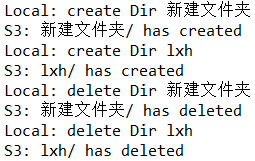 Local: create Dir 新建文件夹
S3: 新建文件夹/ has created
Local: create Dir lxh
S3: lxh/ has created
Local: delete Dir 新建文件夹
S3: 新建文件夹/ has deleted
Local: delete Dir lxh
S3: lxh/ has deleted